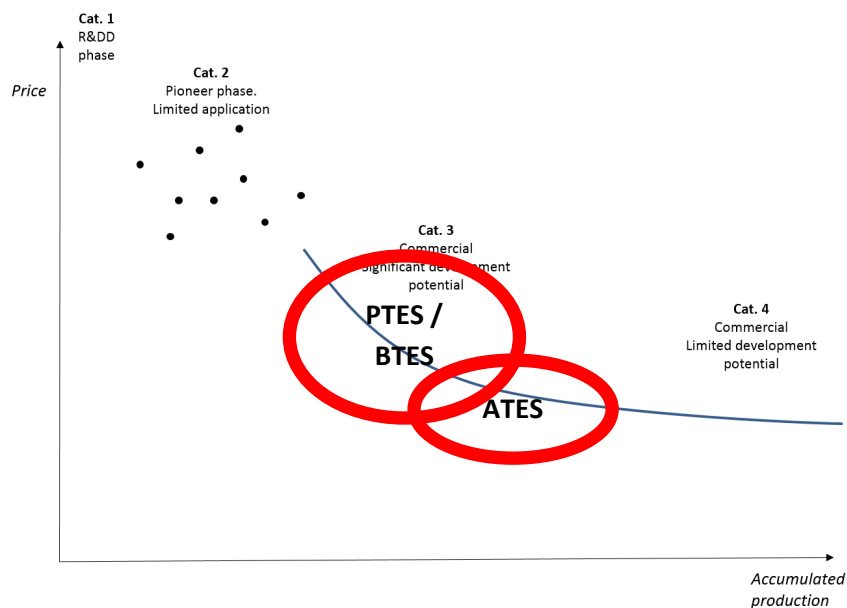 Cat. 1
R&DD
phase
Price
Cat. 2
Pioneer phase.
Limited application
Cat. 3
Commercial
Significant development
potential
PTES /
BTES
ATES
Cat. 4
Commercial
Limited development
potential
Accumulated
production